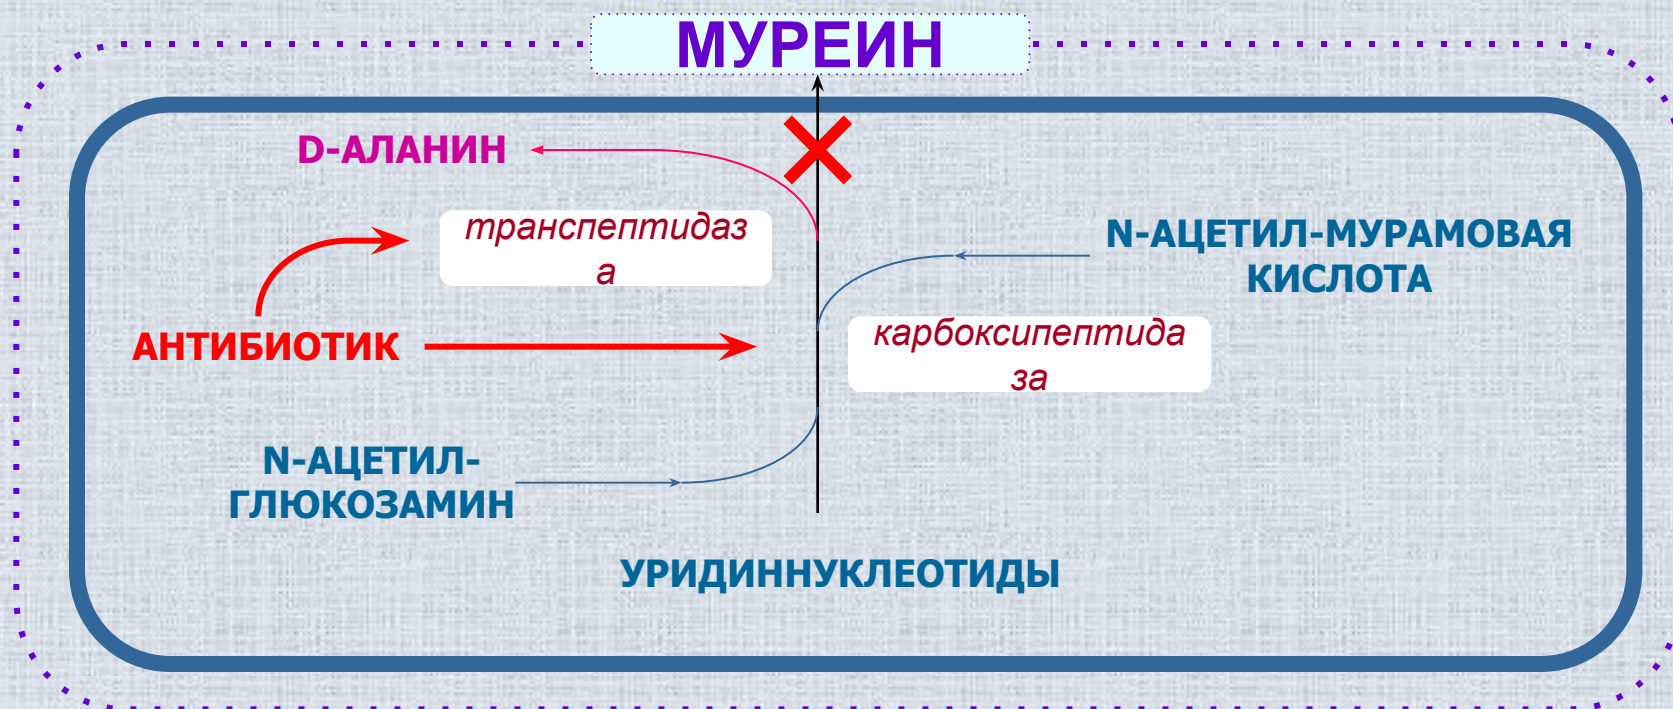 МУРЕИН
D-АЛАНИН
транспептидаз
а
N-АЦЕТИЛ-МУРАМОВАЯ
КИСЛОТА
АНТИБИОТИК
карбоксипептида
за
N-АЦЕТИЛ-
ГЛЮКОЗАМИН
УРИДИННУКЛЕОТИДЫ